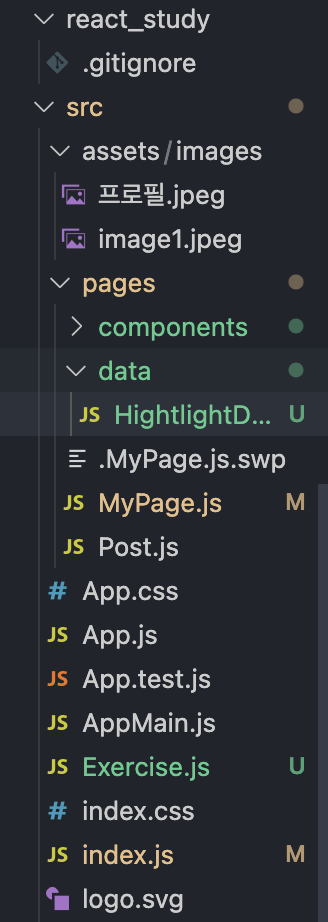 react_study
.gitignore
src
assets/images
프로필.jpeg
image1.jpeg
pages
components
data
JS HightlightD... U
.MyPage.js.swp
JS MyPage.js M
JS Post.js
# App.css
JS App.js
JS App.test.js
JS AppMain.js
JS Exercise.js U
# index.css
JS index.js M
logo.svg